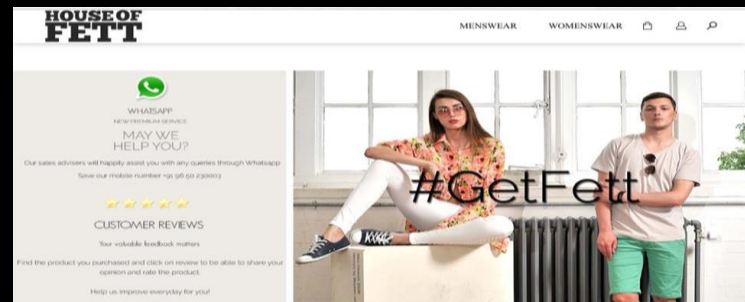 HOUSE OF
FETT
MENSWEAR WOMENSWEAR
WHATSAPP
NEW PREMIUM SERVICE
MAY WE
HELP YOU?
Our sales advisers will happily assist you with any queries through Whatsapp
Save our mobile number +91 96 50 230003
CUSTOMER REVIEWS
Your valuable feedback matters
Find the product you purchased and click on review to be able to share your
opinion and rate the product.
Help us improve everyday for you!
#GetFett